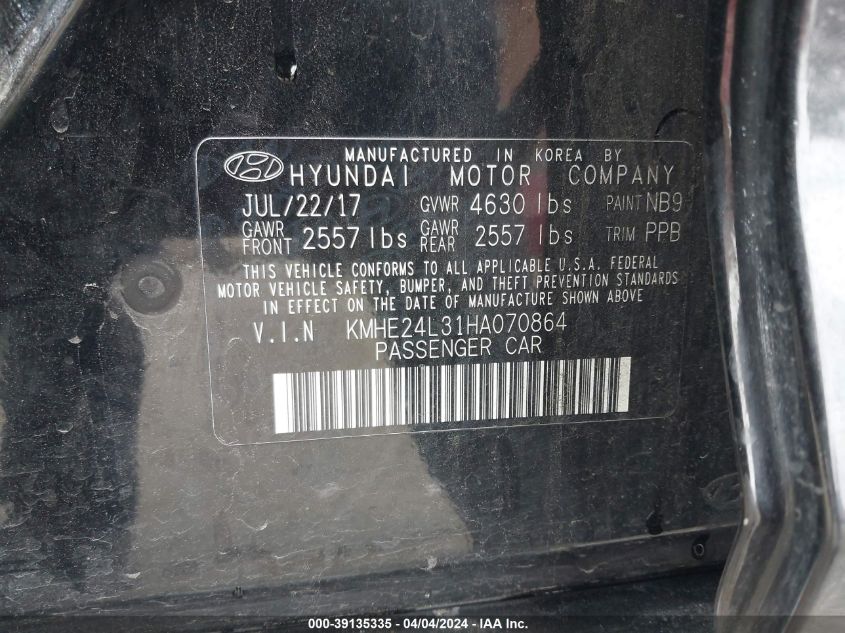 MANUFACTURED IN KOREA BY
HYUNDAI MOTOR COMPANY
JUL/22/17 GVWR 4630 lbs PAINT NB9
GAWR FRONT 2557 lbs GAWR REAR 2557 lbs TRIM PPB
THIS VEHICLE CONFORMS TO ALL APPLICABLE U.S.A. FEDERAL
MOTOR VEHICLE SAFETY, BUMPER, AND THEFT PREVENTION STANDARDS
IN EFFECT ON THE DATE OF MANUFACTURE SHOWN ABOVE
V.I.N KMHE24L31HA070864
PASSENGER CAR
000-39135335 - 04/04/2024 - IAA Inc.